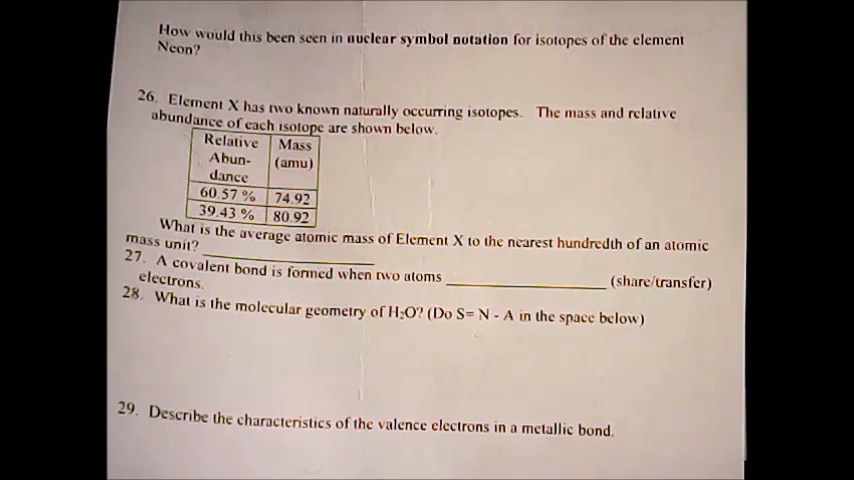 How would this been seen in nuclear symbol notation for isotopes of the element
Neon?
26. Element X has two known naturally occurring isotopes. The mass and relative
abundance of each isotope are shown below.
Relative Abun- dance | Mass (amu)
60.57 % | 74.92
39.43 % | 80.92
What is the average atomic mass of Element X to the nearest hundredth of an atomic
mass unit? ____________________
27. A covalent bond is formed when two atoms ____________________ (share/transfer)
electrons.
28. What is the molecular geometry of H₂O? (Do S= N - A in the space below)
29. Describe the characteristics of the valence electrons in a metallic bond.